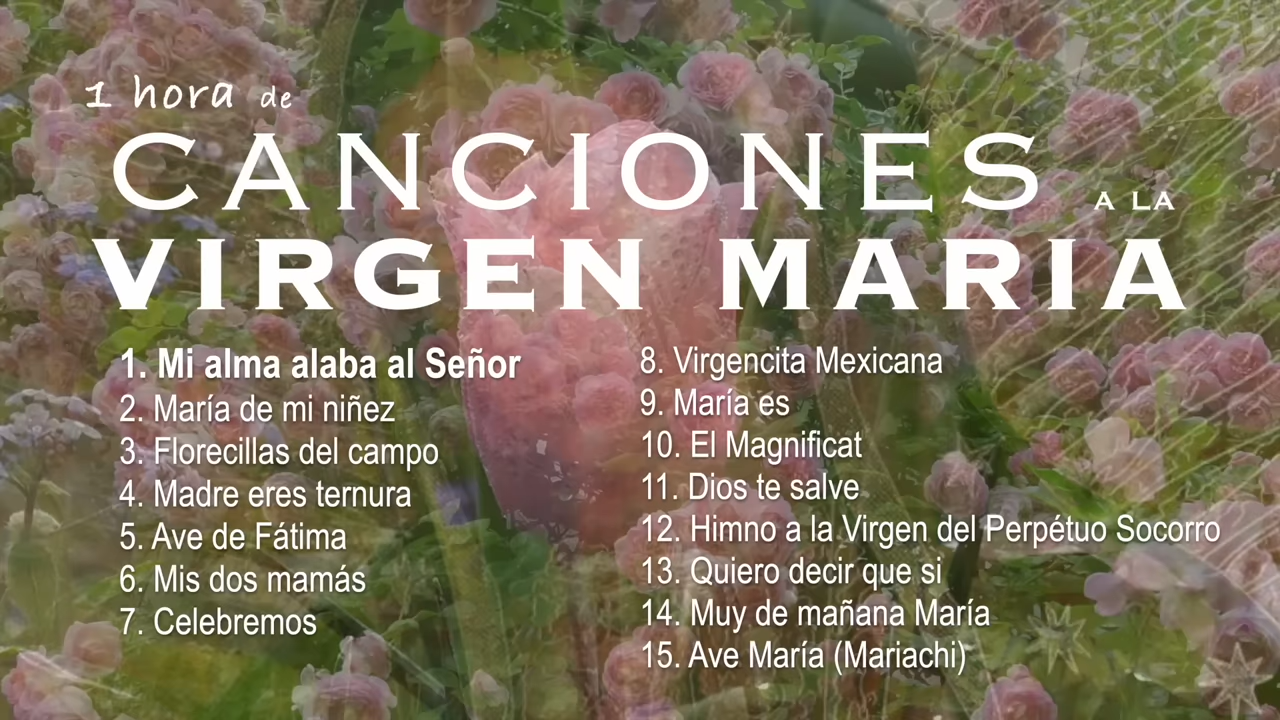 1 hora de
CANCIONES A LA
VIRGEN MARIA
1. Mi alma alaba al Señor
2. María de mi niñez
3. Florecillas del campo
4. Madre eres ternura
5. Ave de Fátima
6. Mis dos mamás
7. Celebremos
8. Virgencita Mexicana
9. María es
10. El Magnificat
11. Dios te salve
12. Himno a la Virgen del Perpétuo Socorro
13. Quiero decir que si
14. Muy de mañana María
15. Ave María (Mariachi)